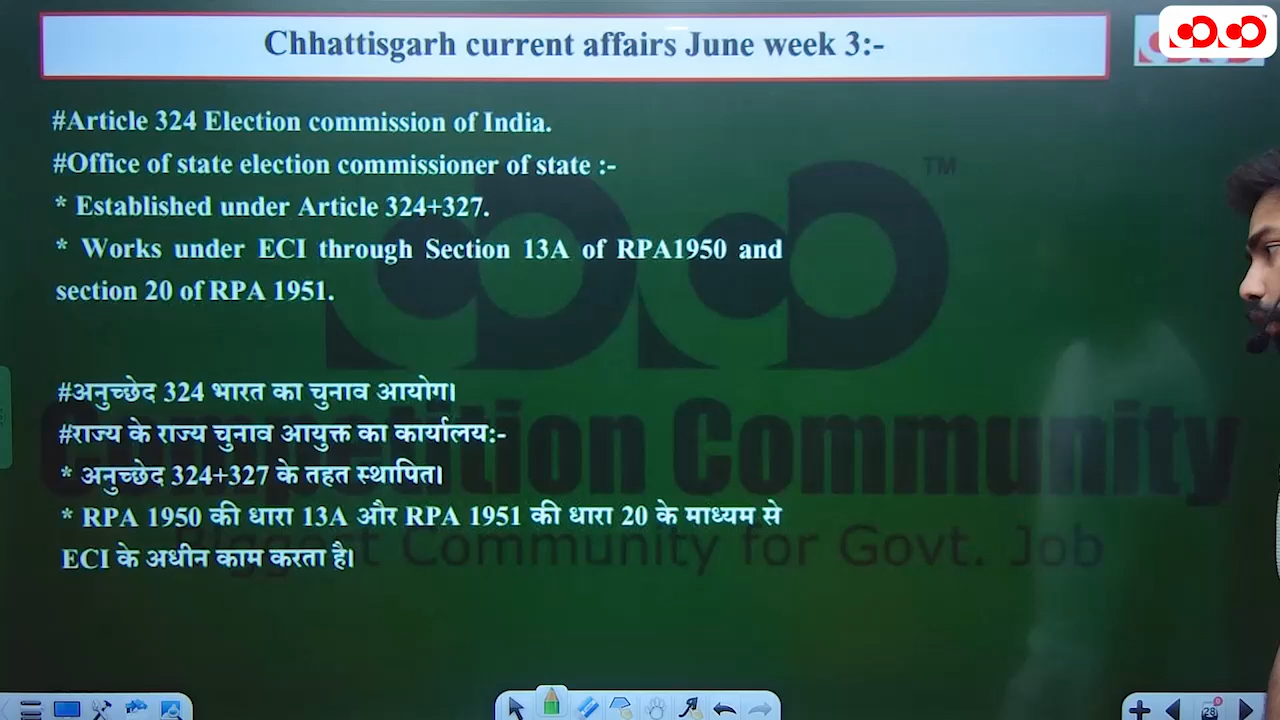 Chhattisgarh current affairs June week 3:-
#Article 324 Election commission of India.
#Office of state election commissioner of state :-
* Established under Article 324+327.
* Works under ECI through Section 13A of RPA1950 and
section 20 of RPA 1951.
TM
#अनुच्छेद 324 भारत का चुनाव आयोग।
#राज्य के राज्य चुनाव आयुक्त का कार्यालय:-
* अनुच्छेद 324+327 के तहत स्थापित।
* RPA 1950 की धारा 13A और RPA 1951 की धारा 20 के माध्यम से
ECI के अधीन काम करता है।
Competition Community
Biggest Community for Govt. Job
28